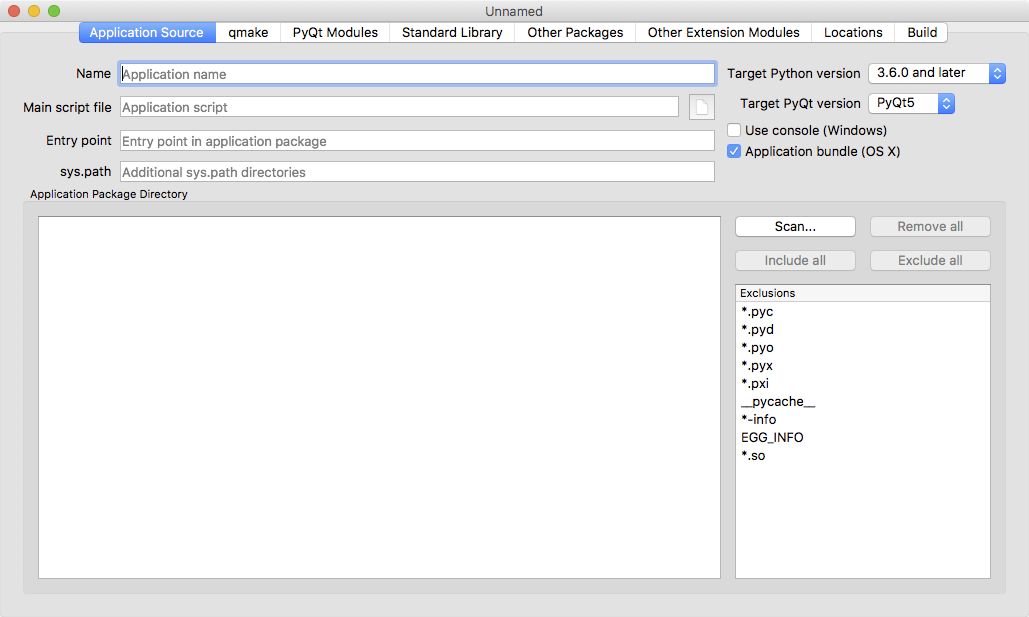 Unnamed
Application Source qmake PyQt Modules Standard Library Other Packages Other Extension Modules Locations Build
Name Application name Target Python version 3.6.0 and later
Main script file Application script Target PyQt version PyQt5
Entry point Entry point in application package Use console (Windows)
sys.path Additional sys.path directories Application bundle (OS X)
Application Package Directory
Scan... Remove all
Include all Exclude all
Exclusions
*.pyc
*.pyd
*.pyo
*.pyx
*.pxi
__pycache__
*-info
EGG_INFO
*.so